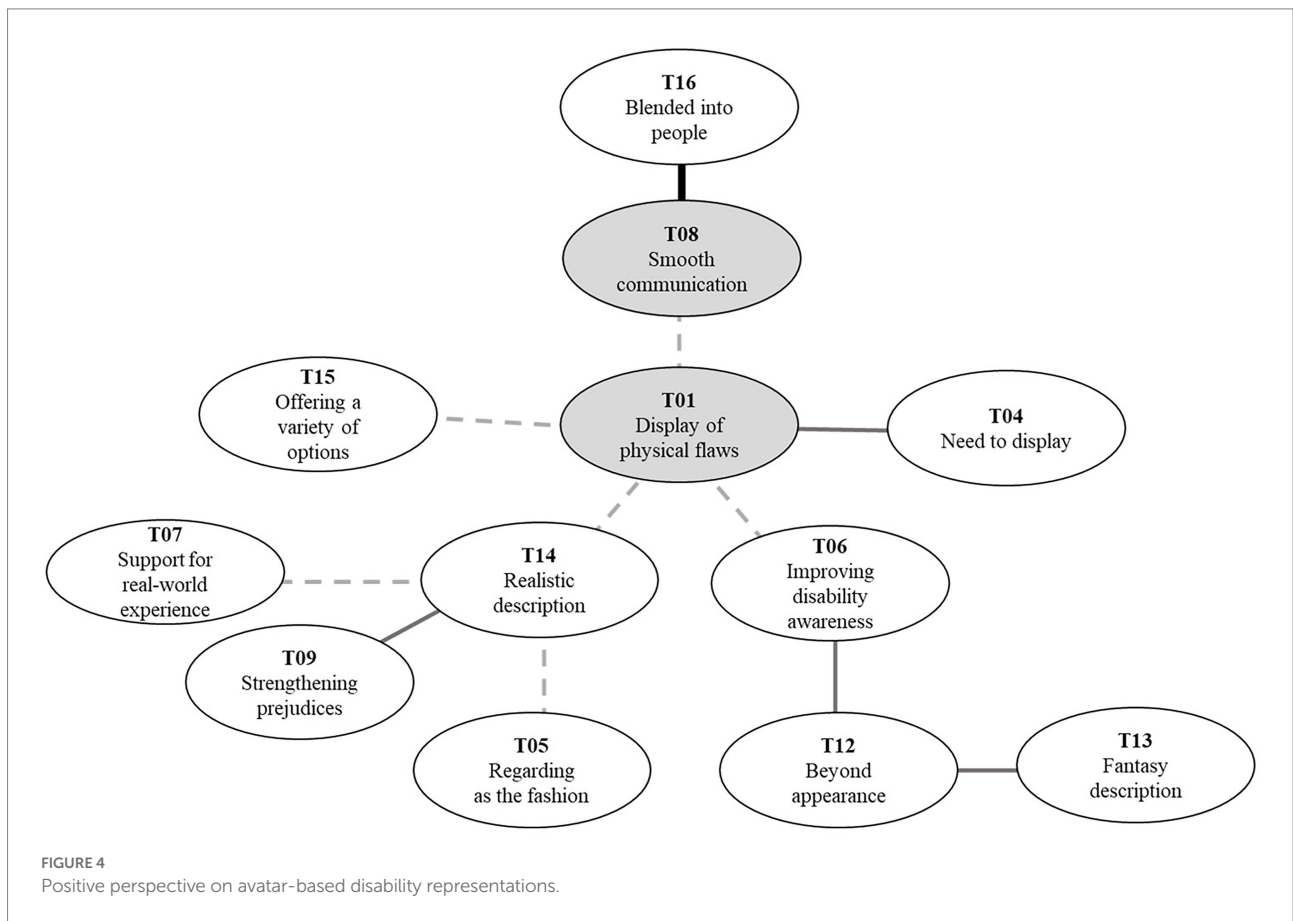 T16
Blended into
people
T08
Smooth
communication
T15
Offering a
variety of
options
T01
Display of
physical flaws
T04
Need to display
T07
Support for
real-world
experience
T14
Realistic
description
T06
Improving
disability
awareness
T09
Strengthening
prejudices
T05
Regarding
as the fashion
T12
Beyond
appearance
T13
Fantasy
description
FIGURE 4
Positive perspective on avatar-based disability representations.